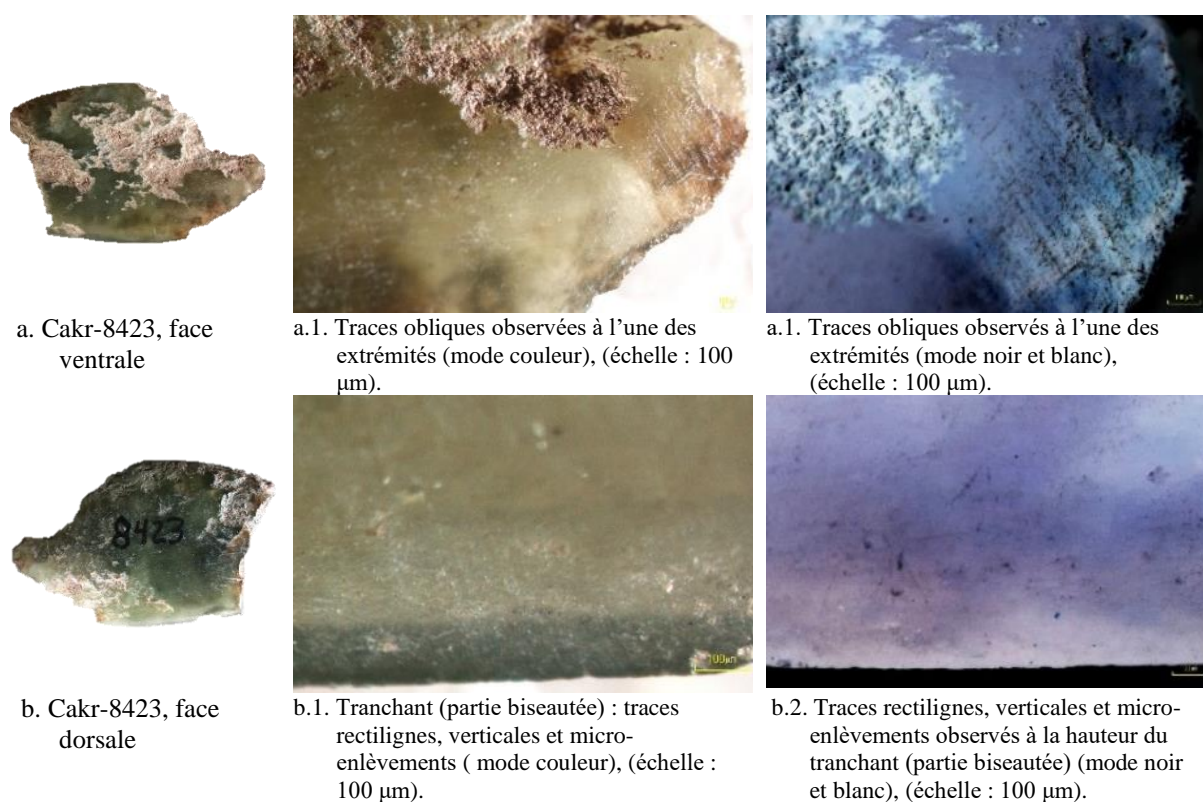 a. Cakr-8423, face
ventrale
a.1. Traces obliques observées à l’une des
extrémités (mode couleur), (échelle : 100
μm).
a.1. Traces obliques observés à l’une des
extrémités (mode noir et blanc),
(échelle : 100 μm).
8423
100μm
b. Cakr-8423, face
dorsale
b.1. Tranchant (partie biseautée) : traces
rectilignes, verticales et micro-
enlèvements ( mode couleur), (échelle :
100 μm).
b.2. Traces rectilignes, verticales et micro-
enlèvements observés à la hauteur du
tranchant (partie biseautée) (mode noir
et blanc), (échelle : 100 μm).